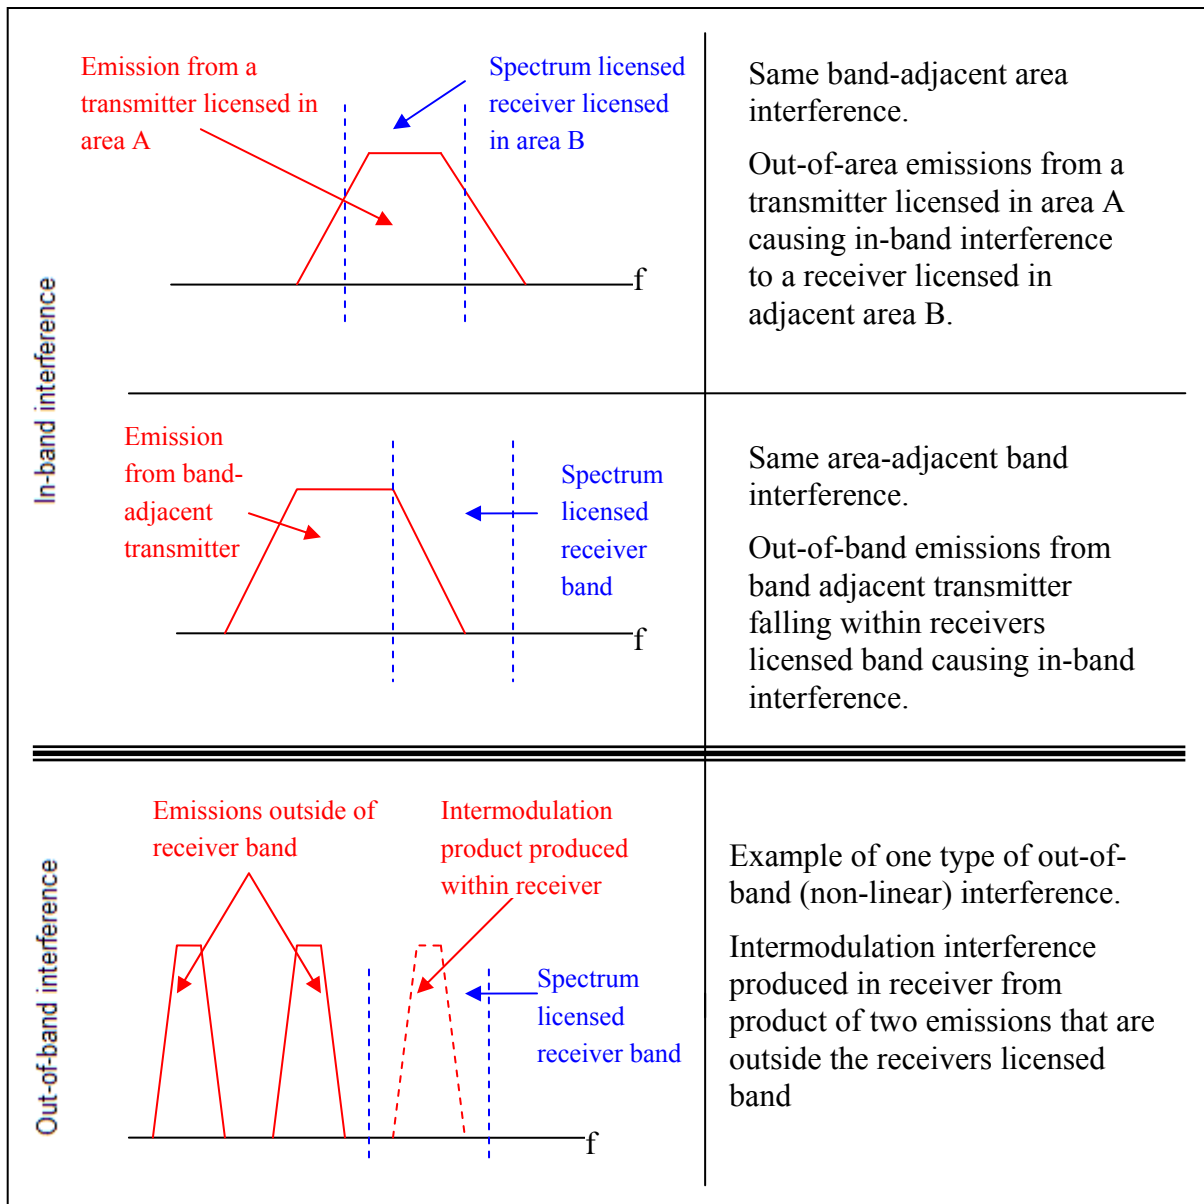 In-band interference
Emission from a
transmitter licensed in
area A
Spectrum licensed
receiver licensed
in area B
f
Same band-adjacent area
interference.
Out-of-area emissions from a
transmitter licensed in area A
causing in-band interference
to a receiver licensed in
adjacent area B.
Emission
from band-
adjacent
transmitter
Spectrum
licensed
receiver
band
f
Same area-adjacent band
interference.
Out-of-band emissions from
band adjacent transmitter
falling within receivers
licensed band causing in-band
interference.
Out-of-band interference
Emissions outside of
receiver band
Intermodulation
product produced
within receiver
Spectrum
licensed
receiver band
f
Example of one type of out-of-
band (non-linear) interference.
Intermodulation interference
produced in receiver from
product of two emissions that are
outside the receivers licensed
band